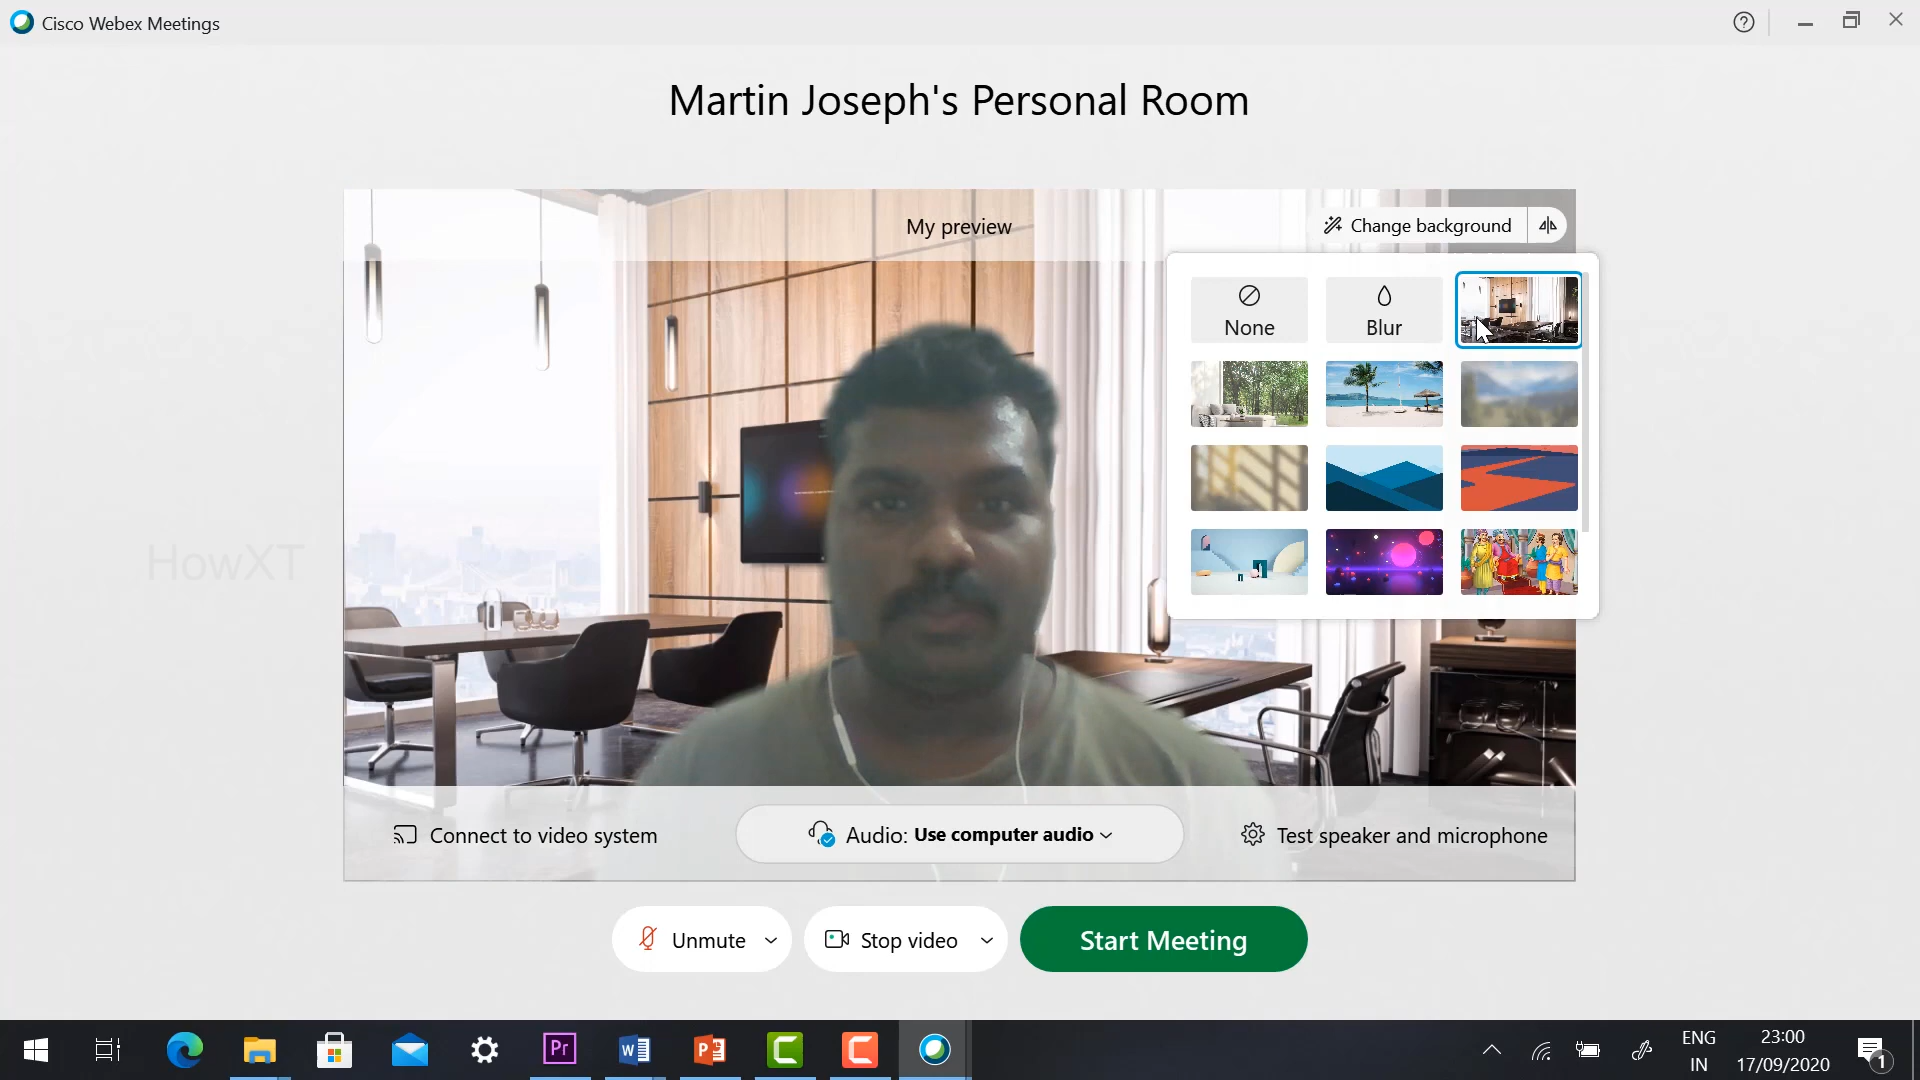 Cisco Webex Meetings
Martin Joseph's Personal Room
My preview
Change background
None
Blur
HowXT
Connect to video system
Audio: Use computer audio
Test speaker and microphone
Unmute
Stop video
Start Meeting
Pr
W
P
ENG
IN
23:00
17/09/2020
1